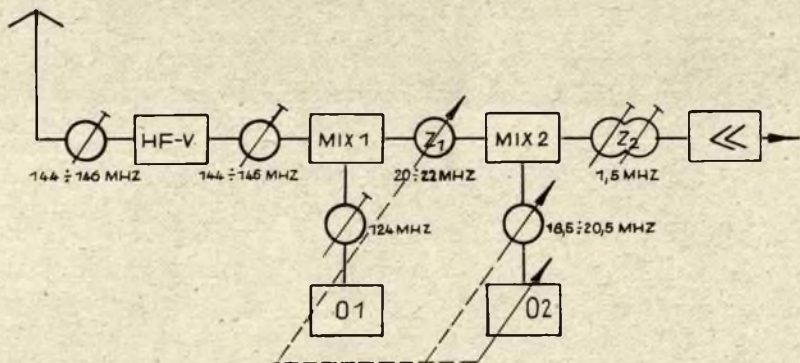 HF-V.
MIX 1
Z1
MIX 2
Z2
≪
144÷146 MHZ
144÷146 MHZ
20÷22MHZ
1,5 MHZ
124 MHZ
18,5÷20,5 MHZ
01
02